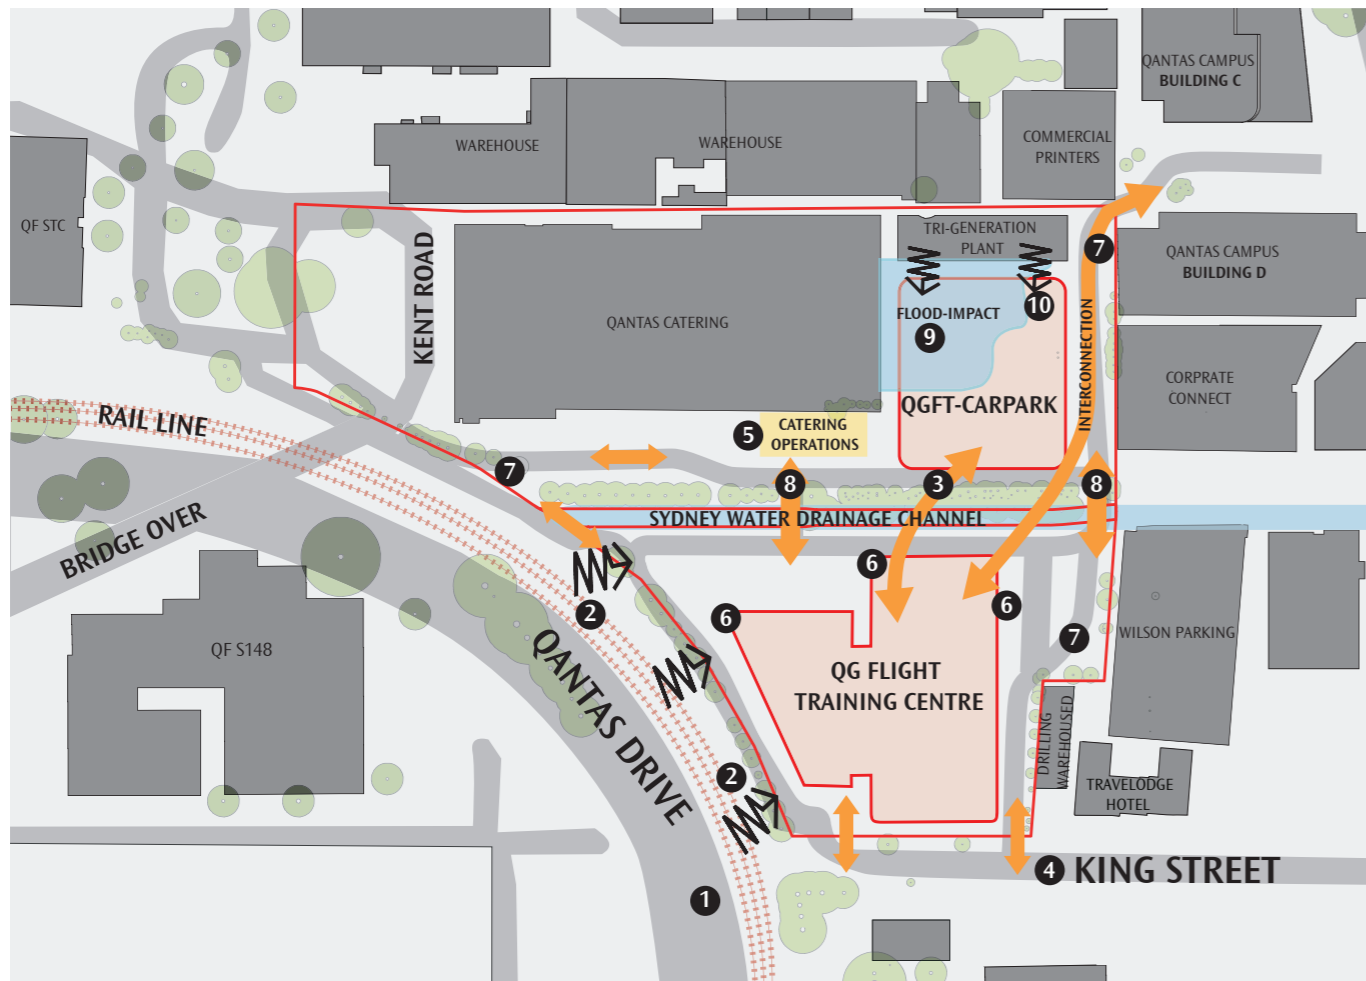 QANTAS CAMPUS
BUILDING C
COMMERCIAL
PRINTERS
WAREHOUSE
WAREHOUSE
QF STC
KENT ROAD
TRI-GENERATION
PLANT
7
QANTAS CAMPUS
BUILDING D
QANTAS CATERING
FLOOD-IMPACT
10
9
INTERCONNECTION
CORPRATE
CONNECT
QGFT-CARPARK
RAIL LINE
5
CATERING
OPERATIONS
7
8
3
8
SYDNEY WATER DRAINAGE CHANNEL
BRIDGE OVER
6
6
6
2
7
WILSON PARKING
QF S148
QG FLIGHT
TRAINING CENTRE
QANTAS DRIVE
DRILLING
WAREHOUSED
2
TRAVELODGE
HOTEL
4
KING STREET
1